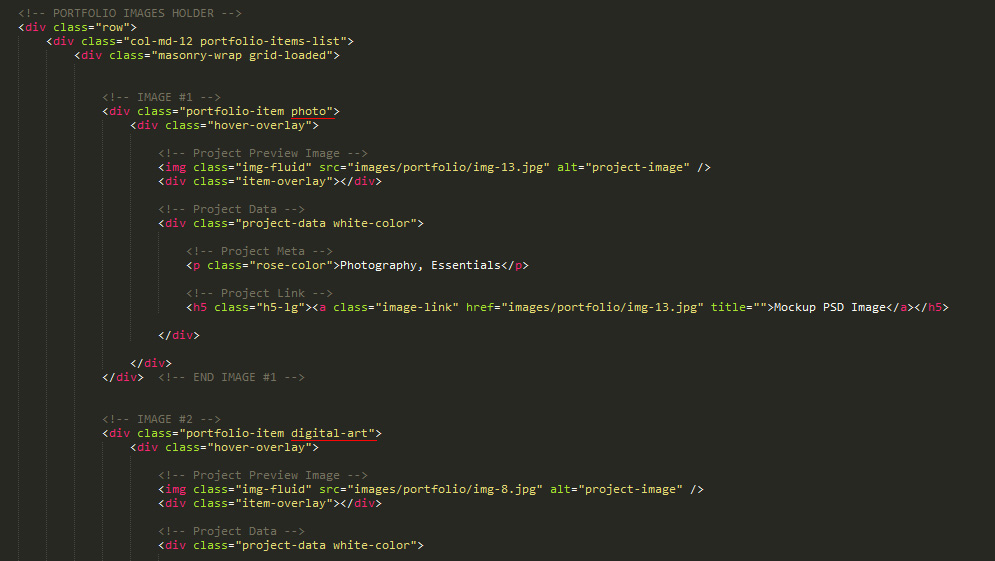 <!-- PORTFOLIO IMAGES HOLDER -->
<div class="row">
<div class="col-md-12 portfolio-items-list">
<div class="masonry-wrap grid-loaded">
<!-- IMAGE #1 -->
<div class="portfolio-item photo">
<div class="hover-overlay">
<!-- Project Preview Image -->
<img class="img-fluid" src="images/portfolio/img-13.jpg" alt="project-image" />
<div class="item-overlay"></div>
<!-- Project Data -->
<div class="project-data white-color">
<!-- Project Meta -->
<p class="rose-color">Photography, Essentials</p>
<!-- Project Link -->
<h5 class="h5-lg"><a class="image-link" href="images/portfolio/img-13.jpg" title="">Mockup PSD Image</a></h5>
</div>
</div>
</div> <!-- END IMAGE #1 -->
<!-- IMAGE #2 -->
<div class="portfolio-item digital-art">
<div class="hover-overlay">
<!-- Project Preview Image -->
<img class="img-fluid" src="images/portfolio/img-8.jpg" alt="project-image" />
<div class="item-overlay"></div>
<!-- Project Data -->
<div class="project-data white-color">